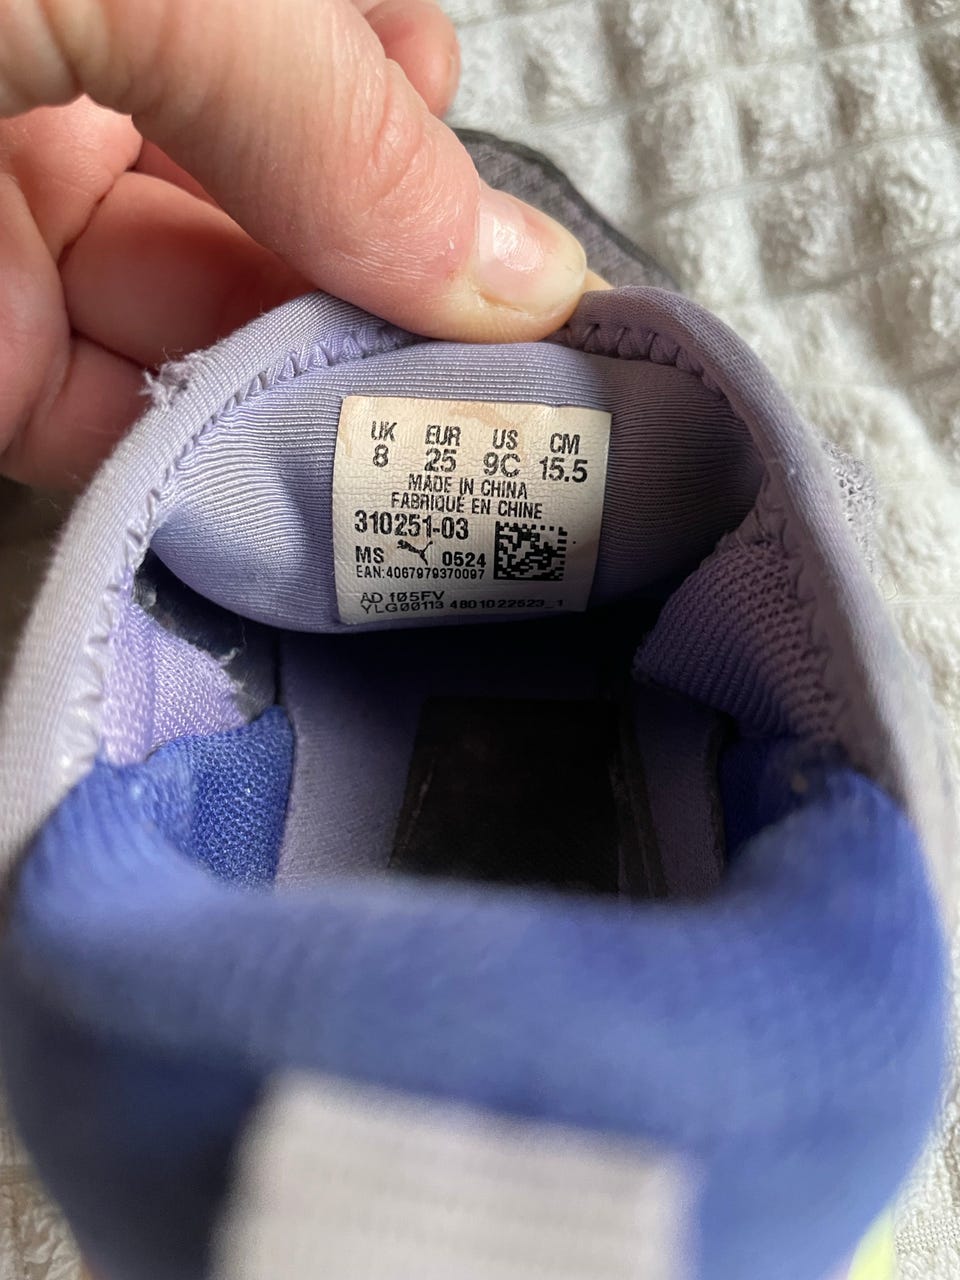 UK EUR US CM
8 25 9C 15.5
MADE IN CHINA
FABRIQUÉ EN CHINE
310251-03
MS 0524
EAN:4067979370097
AD 105FV
YLG00113 4801022523_1